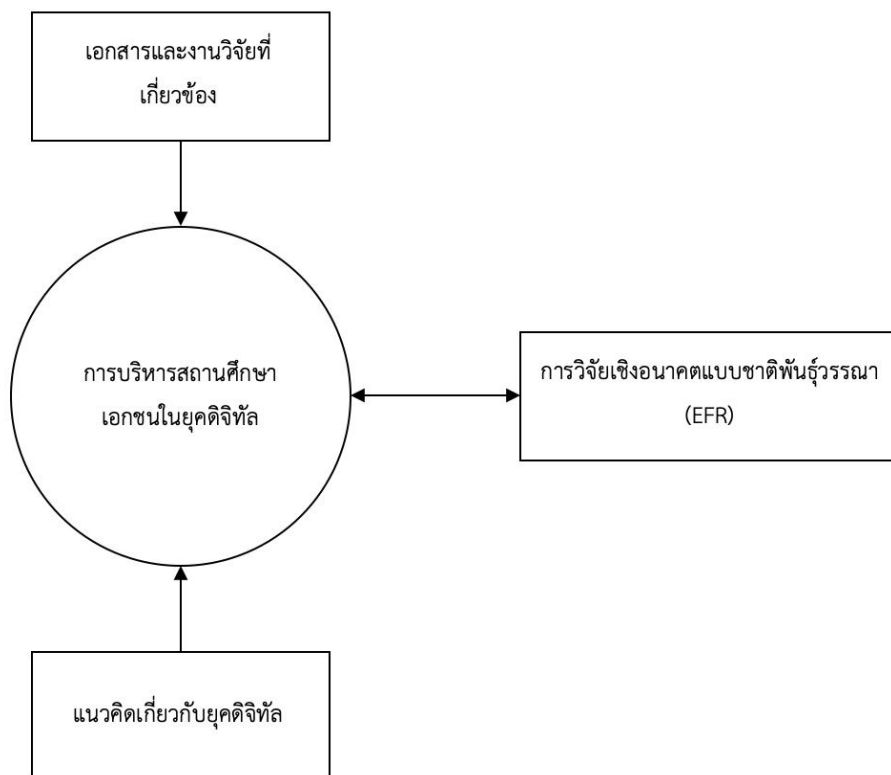 เอกสารและงานวิจัยที่
เกี่ยวข้อง
การบริหารสถานศึกษา
เอกชนในยุคดิจิทัล
การวิจัยเชิงอนาคตแบบชาติพันธุ์วรรณา
(EFR)
แนวคิดเกี่ยวกับยุคดิจิทัล